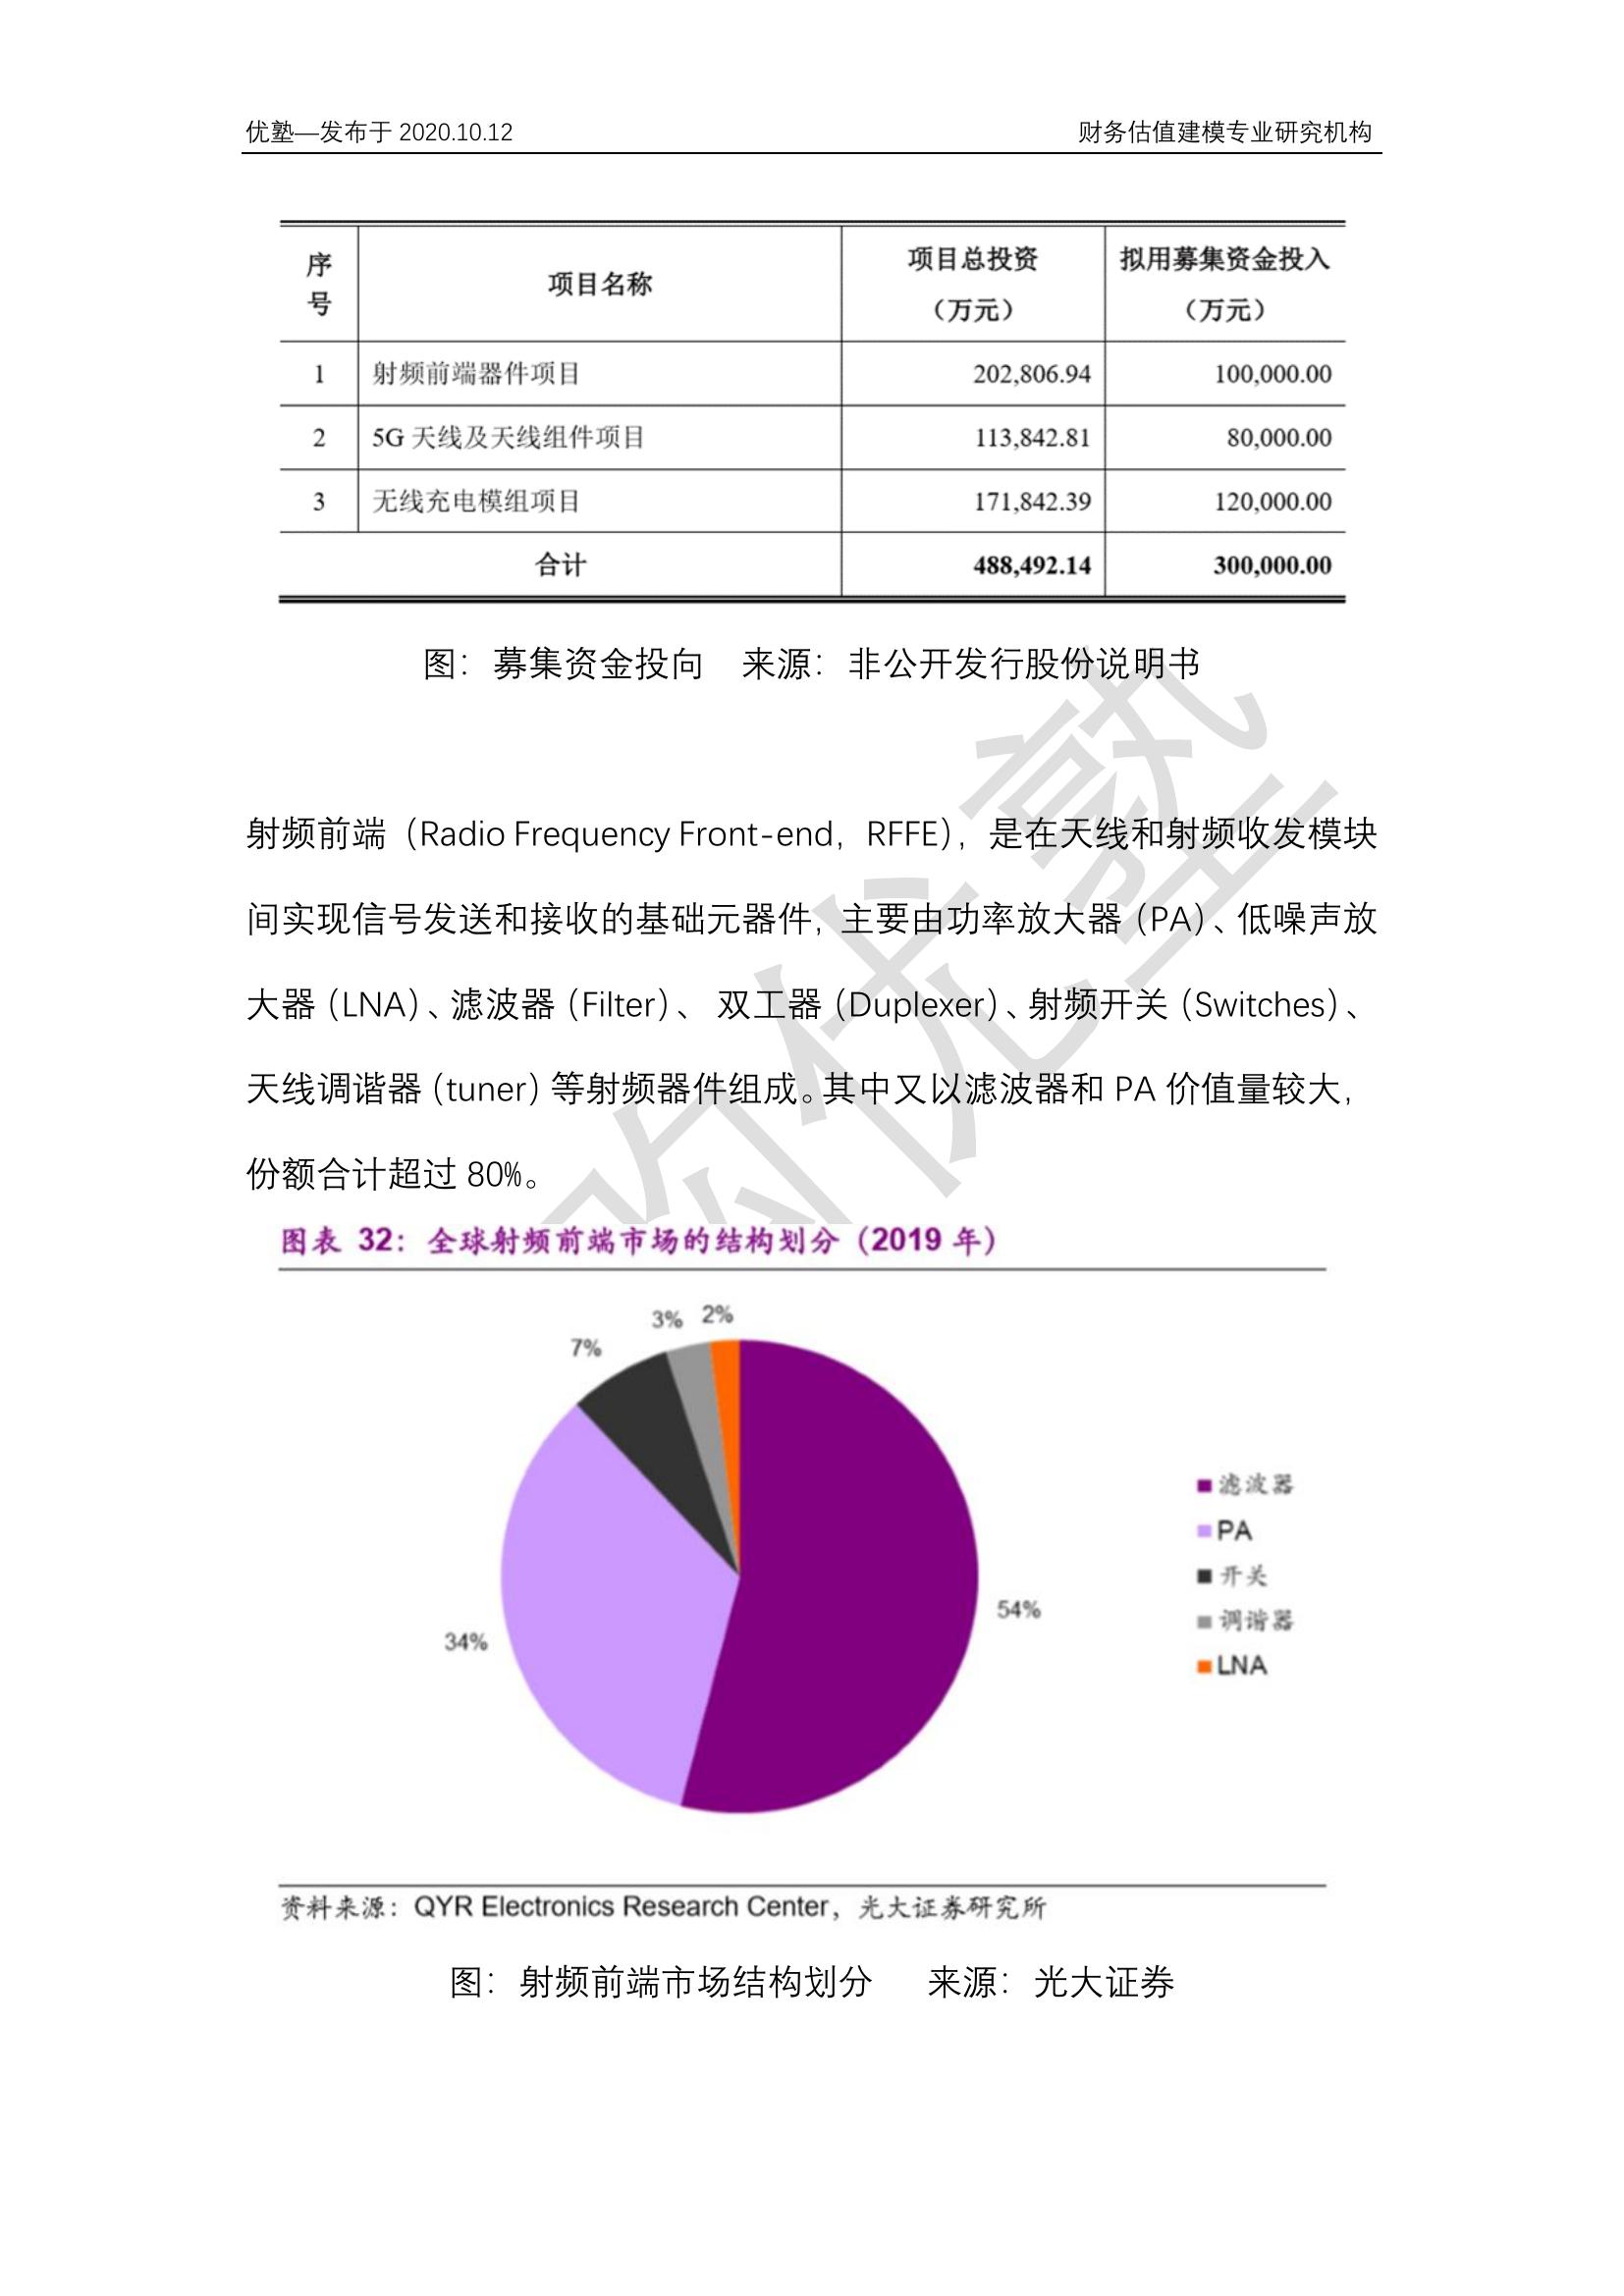 优塾—发布于 2020.10.12 财务估值建模专业研究机构
序号 项目名称 项目总投资（万元） 拟用募集资金投入（万元）
1 射频前端器件项目 202,806.94 100,000.00
2 5G 天线及天线组件项目 113,842.81 80,000.00
3 无线充电模组项目 171,842.39 120,000.00
合计 488,492.14 300,000.00
图：募集资金投向 来源：非公开发行股份说明书
射频前端（Radio Frequency Front-end，RFFE），是在天线和射频收发模块
间实现信号发送和接收的基础元器件，主要由功率放大器（PA）、低噪声放
大器（LNA）、滤波器（Filter）、 双工器（Duplexer）、射频开关（Switches）、
天线调谐器（tuner）等射频器件组成。其中又以滤波器和 PA 价值量较大，
份额合计超过 80%。
图表 32：全球射频前端市场的结构划分（2019 年）
3% 2%
7%
54%
34%
滤波器
PA
开关
调谐器
LNA
资料来源：QYR Electronics Research Center，光大证券研究所
图：射频前端市场结构划分 来源：光大证券
优塾